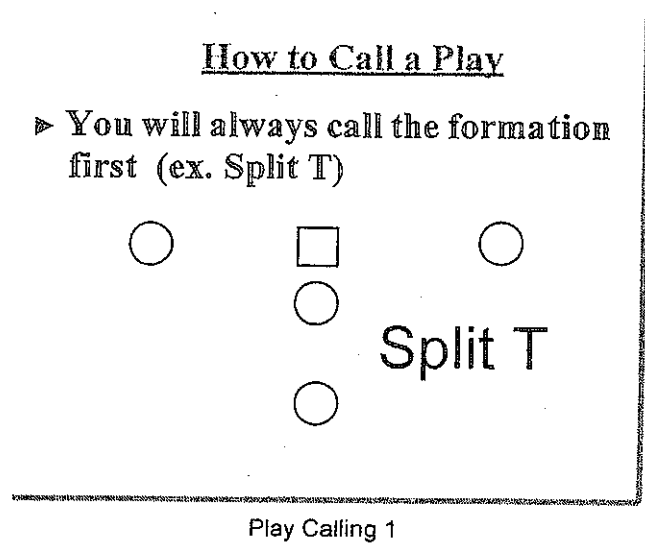 How to Call a Play
➢ You will always call the formation
first (ex. Split T)
Split T
Play Calling 1